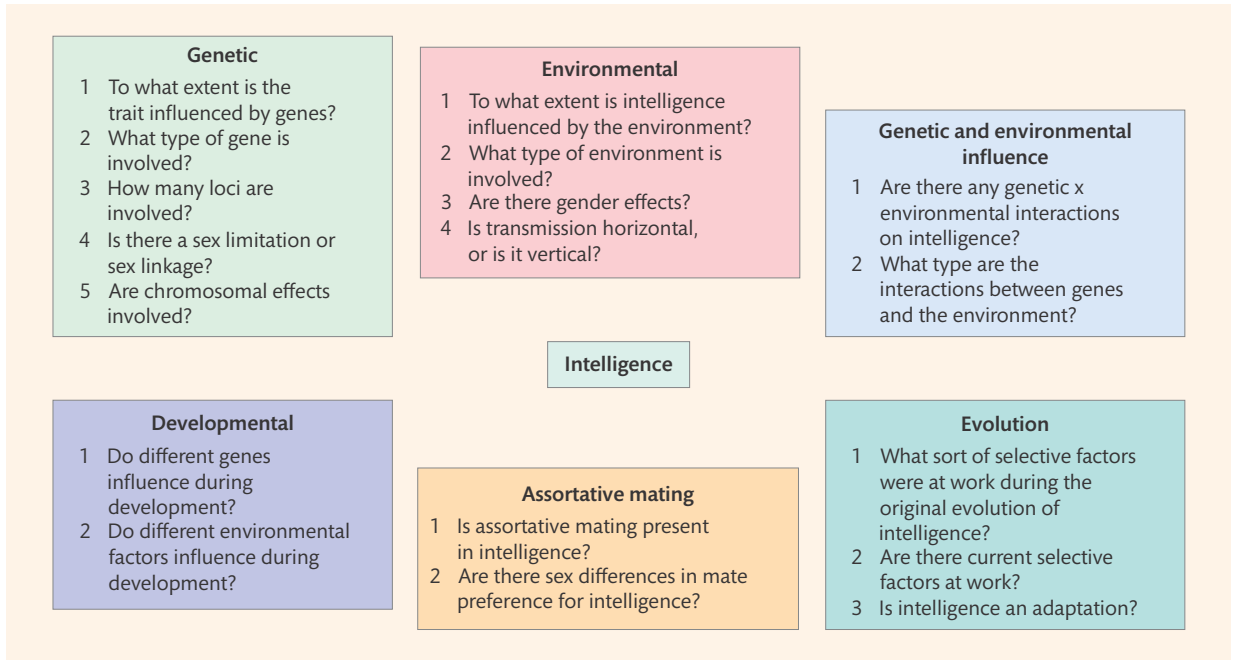 Genetic
1 To what extent is the
trait influenced by genes?
2 What type of gene is
involved?
3 How many loci are
involved?
4 Is there a sex limitation or
sex linkage?
5 Are chromosomal effects
involved?
Environmental
1 To what extent is intelligence
influenced by the environment?
2 What type of environment is
involved?
3 Are there gender effects?
4 Is transmission horizontal,
or is it vertical?
Genetic and environmental
influence
1 Are there any genetic x
environmental interactions
on intelligence?
2 What type are the
interactions between genes
and the environment?
Intelligence
Developmental
1 Do different genes
influence during
development?
2 Do different environmental
factors influence during
development?
Assortative mating
1 Is assortative mating present
in intelligence?
2 Are there sex differences in mate
preference for intelligence?
Evolution
1 What sort of selective factors
were at work during the
original evolution of
intelligence?
2 Are there current selective
factors at work?
3 Is intelligence an adaptation?